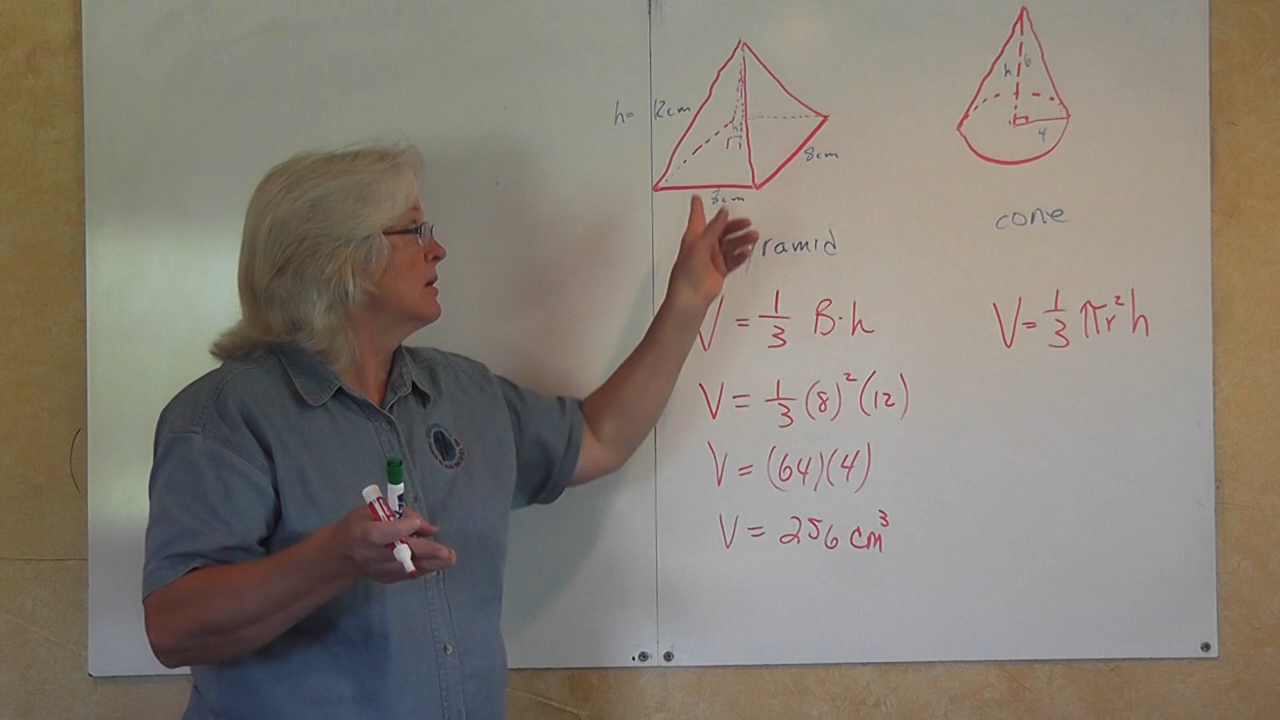 h= 12cm
8cm
8cm
h 6
4
ramid
cone
V = 1/3 B·h
V = 1/3 (8)² (12)
V = (64)(4)
V = 256 cm³
V = 1/3 πr²h